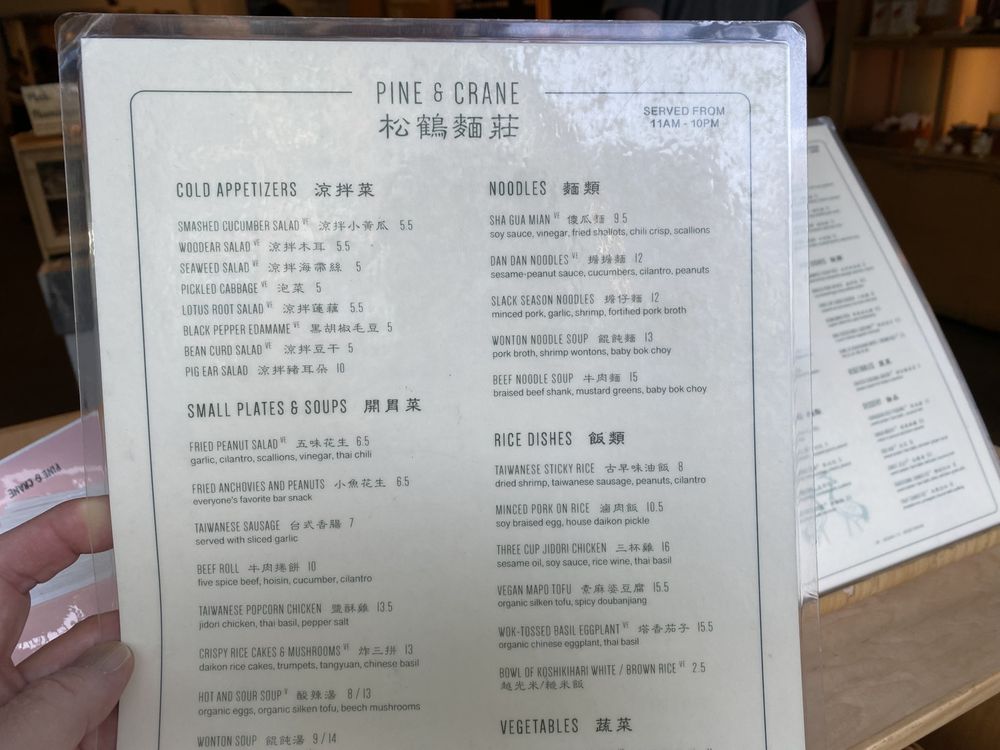 PINE & CRANE
松鶴麵莊
SERVED FROM
11AM - 10PM
COLD APPETIZERS 涼拌菜
SMASHED CUCUMBER SALAD VE 涼拌小黃瓜 5.5
WOODEAR SALAD VE 涼拌木耳 5.5
SEAWEED SALAD VE 涼拌海帶絲 5
PICKLED CABBAGE VE 泡菜 5
LOTUS ROOT SALAD VE 涼拌蓮藕 5.5
BLACK PEPPER EDAMAME VE 黑胡椒毛豆 5
BEAN CURD SALAD VE 涼拌豆干 5
PIG EAR SALAD 涼拌豬耳朵 10
SMALL PLATES & SOUPS 開胃菜
FRIED PEANUT SALAD VE 五味花生 6.5
garlic, cilantro, scallions, vinegar, thai chili
FRIED ANCHOVIES AND PEANUTS 小魚花生 6.5
everyone's favorite bar snack
TAIWANESE SAUSAGE 台式香腸 7
served with sliced garlic
BEEF ROLL 牛肉捲餅 10
five spice beef, hoisin, cucumber, cilantro
TAIWANESE POPCORN CHICKEN 鹽酥雞 13.5
jidori chicken, thai basil, pepper salt
CRISPY RICE CAKES & MUSHROOMS VE 炸三拼 13
daikon rice cakes, trumpets, tangyuan, chinese basil
HOT AND SOUR SOUP V 酸辣湯 8 / 13
organic eggs, organic silken tofu, beech mushrooms
WONTON SOUP 餛飩湯 9 / 14
NOODLES 麵類
SHA GUA MIAN VE 傻瓜麵 9.5
soy sauce, vinegar, fried shallots, chili crisp, scallions
DAN DAN NOODLES VE 擔擔麵 12
sesame-peanut sauce, cucumbers, cilantro, peanuts
SLACK SEASON NOODLES 擔仔麵 12
minced pork, garlic, shrimp, fortified pork broth
WONTON NOODLE SOUP 餛飩麵 13
pork broth, shrimp wontons, baby bok choy
BEEF NOODLE SOUP 牛肉麵 15
braised beef shank, mustard greens, baby bok choy
RICE DISHES 飯類
TAIWANESE STICKY RICE 古早味油飯 8
dried shrimp, taiwanese sausage, peanuts, cilantro
MINCED PORK ON RICE 滷肉飯 10.5
soy braised egg, house daikon pickle
THREE CUP JIDORI CHICKEN 三杯雞 16
sesame oil, soy sauce, rice wine, thai basil
VEGAN MAPO TOFU 素麻婆豆腐 15.5
organic silken tofu, spicy doubanjiang
WOK-TOSSED BASIL EGGPLANT VE 塔香茄子 15.5
organic chinese eggplant, thai basil
BOWL OF KOSHIKIHARI WHITE / BROWN RICE VE 2.5
越光米/糙米飯
VEGETABLES 蔬菜
PINE & CRANE